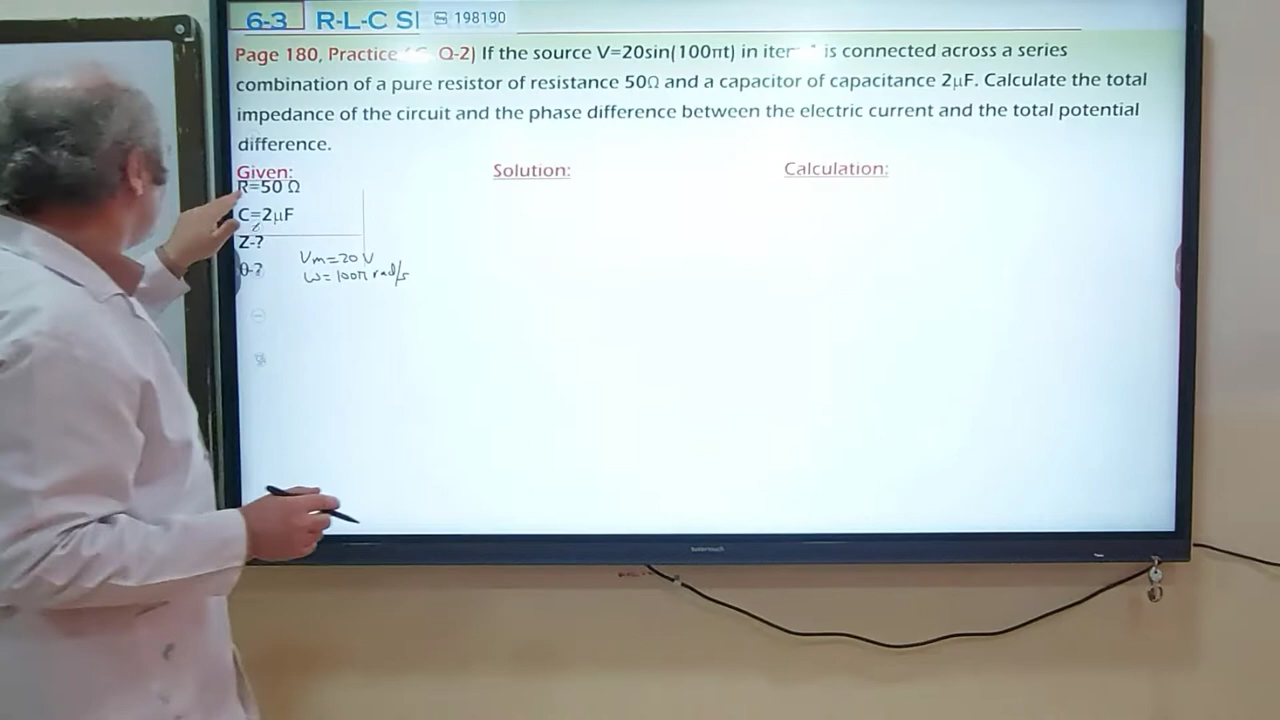 6-3 R-L-C S 198190
Page 180, Practice Q-2) If the source V=20sin(100πt) in is connected across a series
combination of a pure resistor of resistance 50Ω and a capacitor of capacitance 2μF. Calculate the total
impedance of the circuit and the phase difference between the electric current and the total potential
difference.
Given: Solution: Calculation:
R=50 Ω
C=2μF
Z-?
θ-?
Vm=20 V
ω=100π rad/s